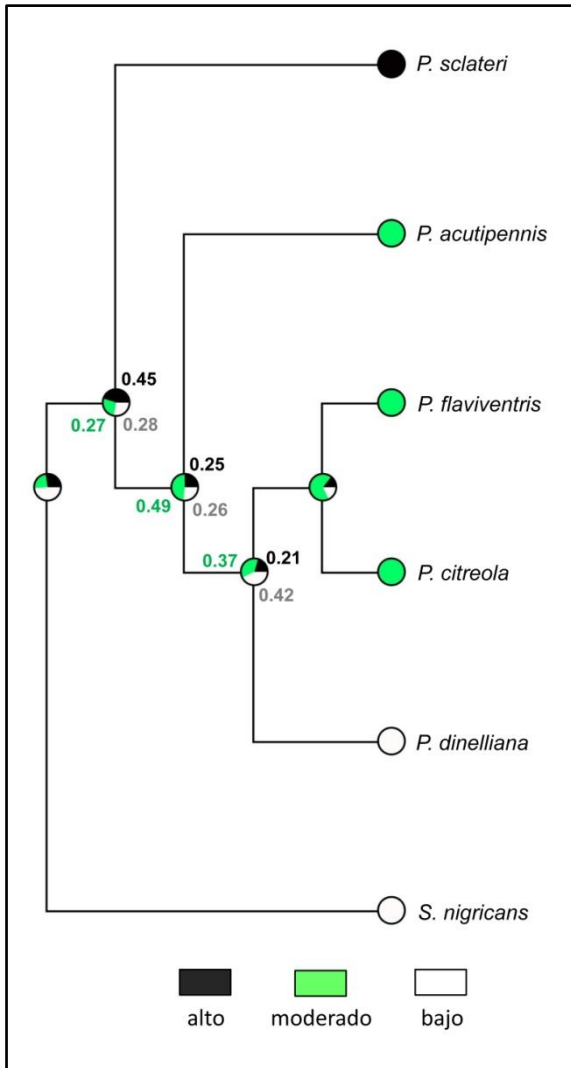 P. sclateri
P. acutipennis
0.45
P. flaviventris
0.27
0.28
0.25
0.49
0.26
0.37
0.21
P. citreola
0.42
P. dinelliana
S. nigricans
alto moderado bajo